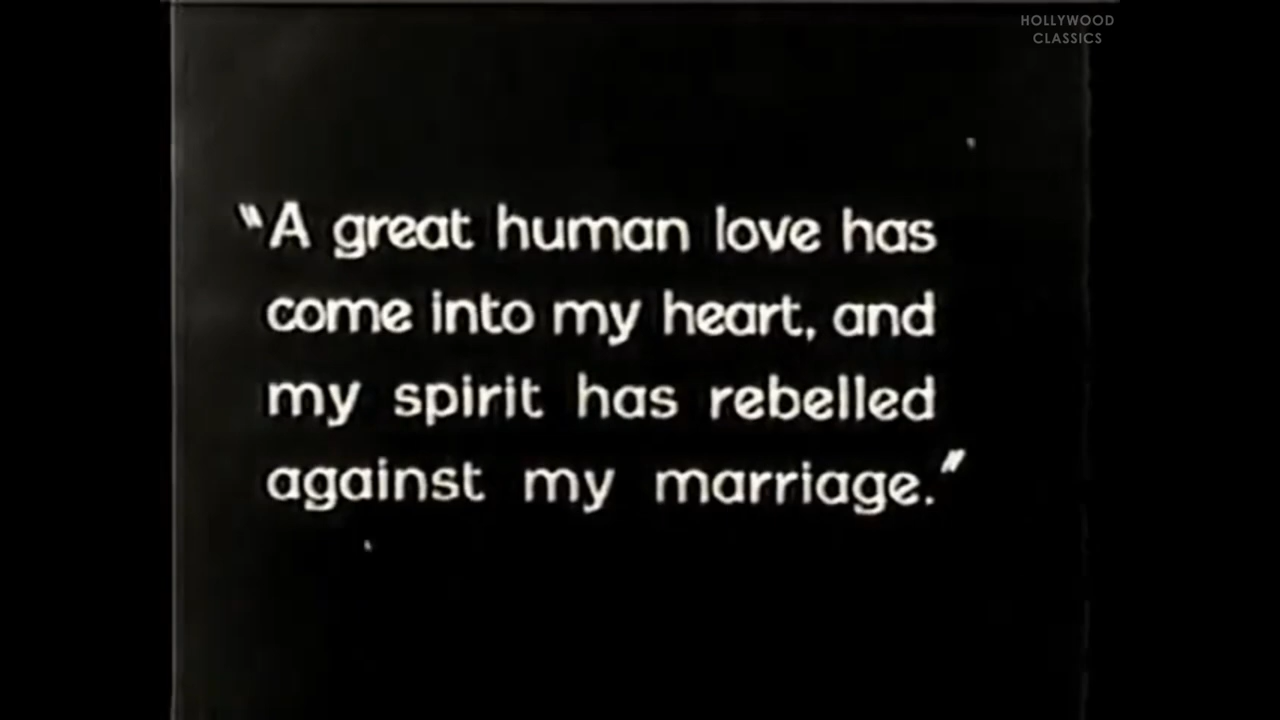 HOLLYWOOD
CLASSICS
"A great human love has
come into my heart, and
my spirit has rebelled
against my marriage."